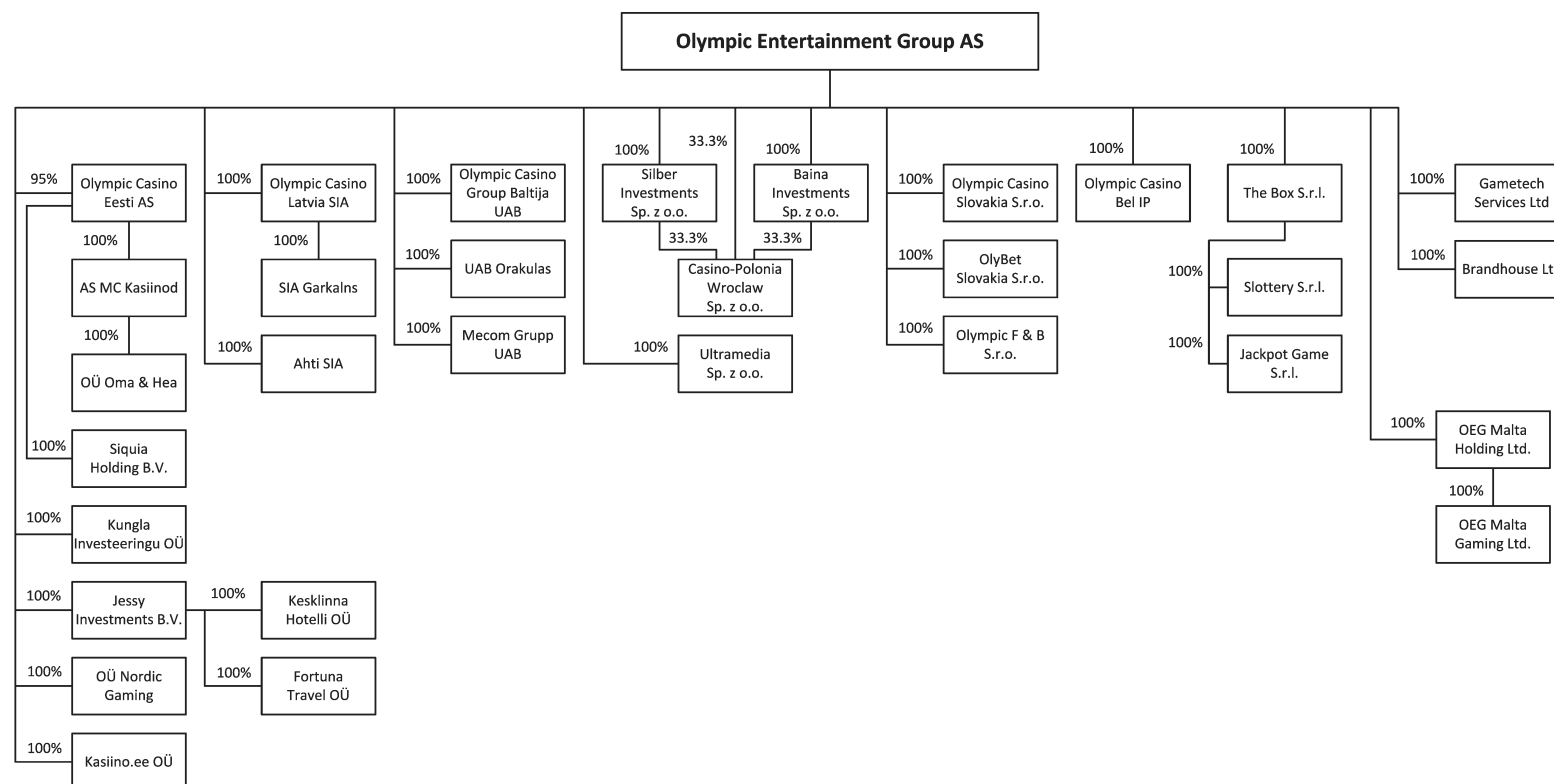 Olympic Entertainment Group AS
95%
Olympic Casino
Eesti AS
100%
AS MC Kasiinod
100%
OÜ Oma & Hea
100%
Siquia
Holding B.V.
100%
Kungla
Investeeringu OÜ
100%
Jessy
Investments B.V.
100%
Kesklinna
Hotelli OÜ
100%
Fortuna
Travel OÜ
100%
OÜ Nordic
Gaming
100%
Kasiino.ee OÜ
100%
Olympic Casino
Latvia SIA
100%
SIA Garkalns
100%
Ahti SIA
100%
Olympic Casino
Group Baltija
UAB
100%
UAB Orakulas
100%
Mecom Grupp
UAB
100%
Silber
Investments
Sp. z o.o.
33.3%
100%
Baina
Investments
Sp. z o.o.
33.3%
33.3%
Casino-Polonia
Wroclaw
Sp. z o.o.
100%
Ultramedia
Sp. z o.o.
100%
Olympic Casino
Slovakia S.r.o.
100%
OlyBet
Slovakia S.r.o.
100%
Olympic F & B
S.r.o.
100%
Olympic Casino
Bel IP
100%
The Box S.r.l.
100%
Slottery S.r.l.
100%
Jackpot Game
S.r.l.
100%
Gametech
Services Ltd
100%
Brandhouse Lt
100%
OEG Malta
Holding Ltd.
100%
OEG Malta
Gaming Ltd.